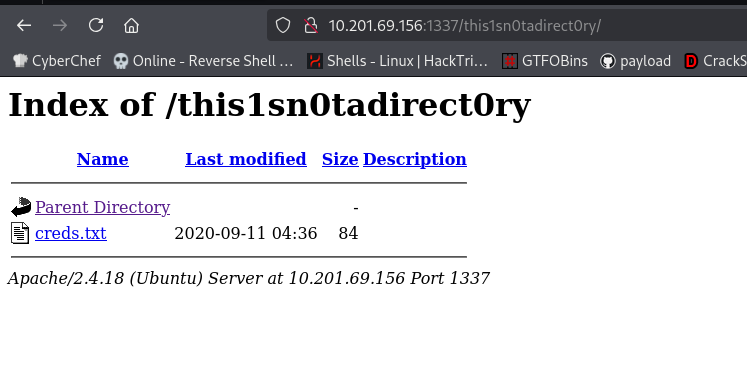 10.201.69.156:1337/this1sn0tadirect0ry/
CyberChef Online - Reverse Shell ... Shells - Linux | HackTri... GTFOBins payload CrackS
Index of /this1sn0tadirect0ry
Name Last modified Size Description
Parent Directory -
creds.txt 2020-09-11 04:36 84
Apache/2.4.18 (Ubuntu) Server at 10.201.69.156 Port 1337